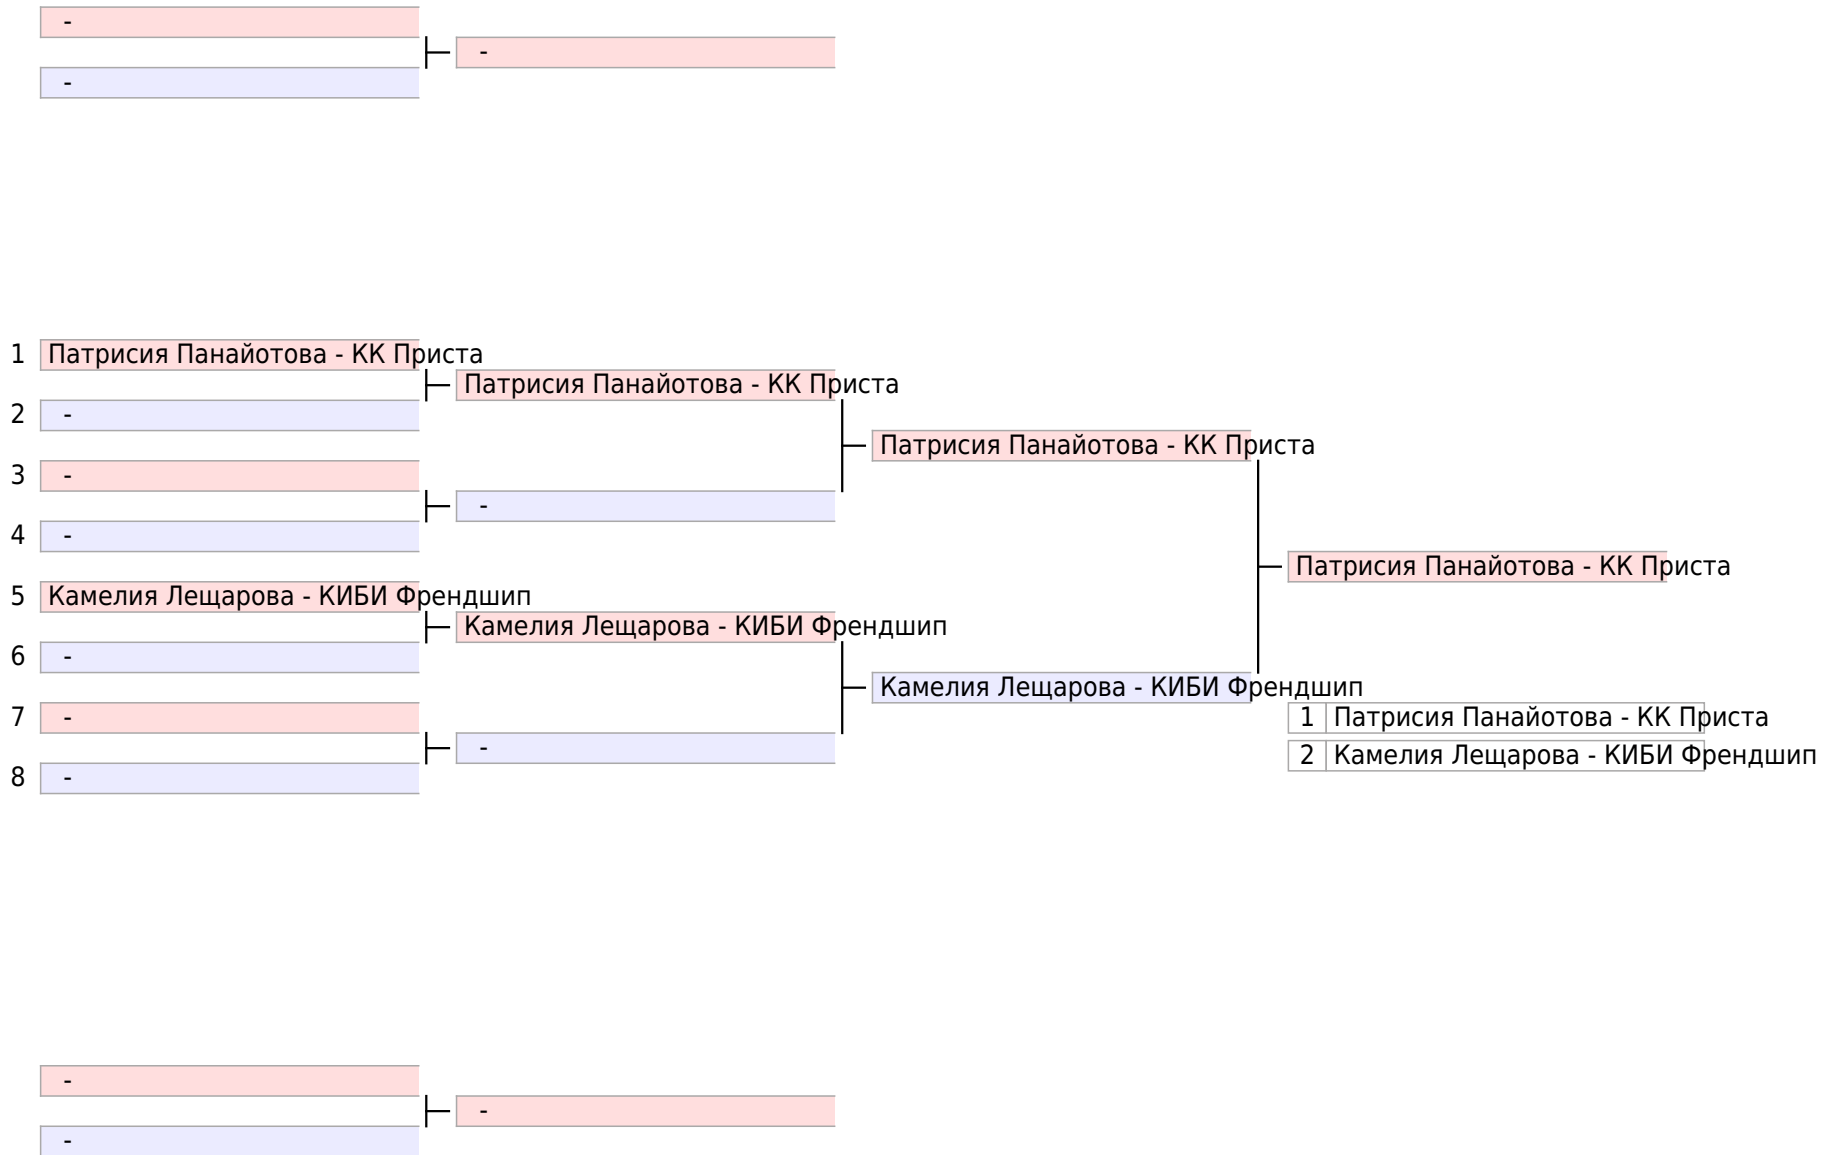 -
-
-
1 Патрисия Панайотова - КК Приста
Патрисия Панайотова - КК Приста
2 -
Патрисия Панайотова - КК Приста
3 -
-
4 -
Патрисия Панайотова - КК Приста
5 Камелия Лещарова - КИБИ Френдшип
Камелия Лещарова - КИБИ Френдшип
6 -
Камелия Лещарова - КИБИ Френдшип
7 -
1 Патрисия Панайотова - КК Приста
-
2 Камелия Лещарова - КИБИ Френдшип
8 -
-
-
-